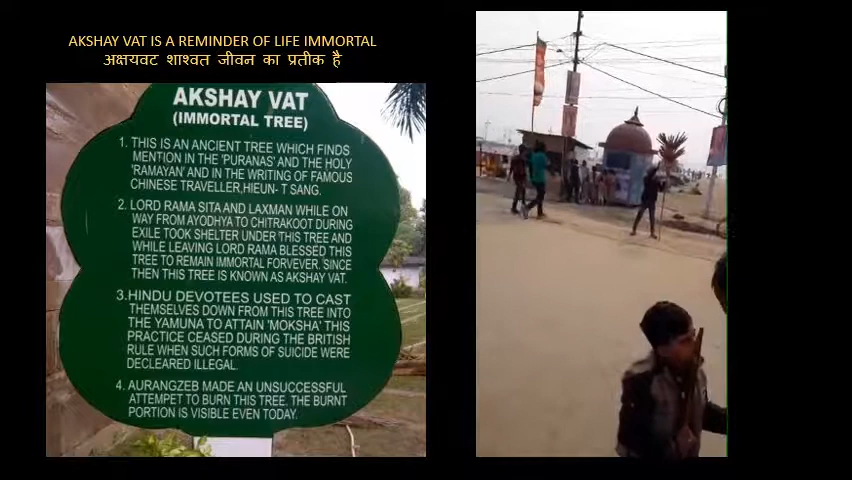 AKSHAY VAT IS A REMINDER OF LIFE IMMORTAL
अक्षयवट शाश्वत जीवन का प्रतीक है
AKSHAY VAT
(IMMORTAL TREE)
1. THIS IS AN ANCIENT TREE WHICH FINDS
MENTION IN THE 'PURANAS' AND THE HOLY
'RAMAYAN' AND IN THE WRITING OF FAMOUS
CHINESE TRAVELLER,HIEUN-T SANG.
2. LORD RAMA SITA AND LAXMAN WHILE ON
WAY FROM AYODHYA TO CHITRAKOOT DURING
EXILE TOOK SHELTER UNDER THIS TREE AND
WHILE LEAVING LORD RAMA BLESSED THIS
TREE TO REMAIN IMMORTAL FORVEVER. SINCE
THEN THIS TREE IS KNOWN AS AKSHAY VAT.
3. HINDU DEVOTEES USED TO CAST
THEMSELVES DOWN FROM THIS TREE INTO
THE YAMUNA TO ATTAIN 'MOKSHA' THIS
PRACTICE CEASED DURING THE BRITISH
RULE WHEN SUCH FORMS OF SUICIDE WERE
DECLEARED ILLEGAL.
4. AURANGZEB MADE AN UNSUCCESSFUL
ATTEMPET TO BURN THIS TREE. THE BURNT
PORTION IS VISIBLE EVEN TODAY.